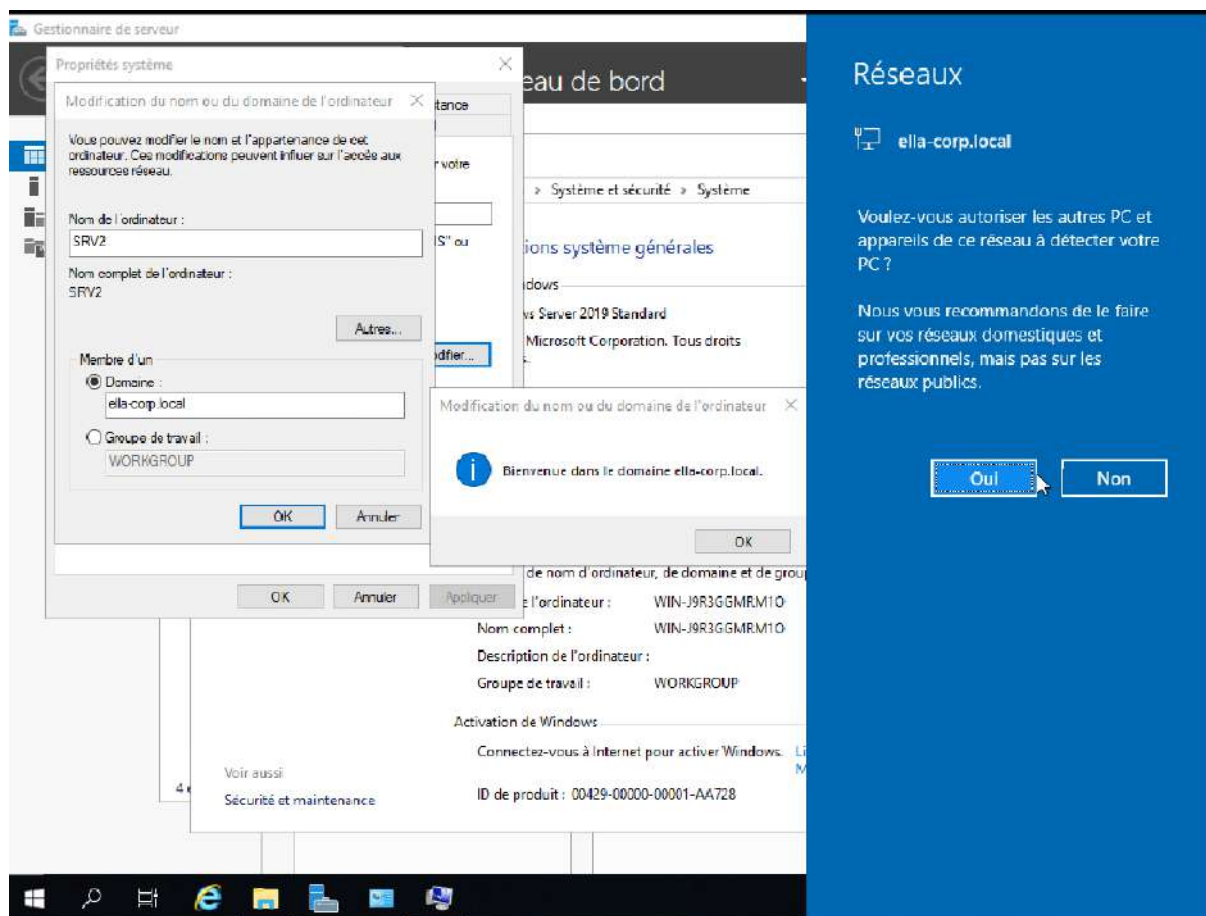 Gestionnaire de serveur
Propriétés système
eau de bord
Modification du nom ou du domaine de l'ordinateur
tance
Vous pouvez modifier le nom et l'appartenance de cet
ordinateur. Ces modifications peuvent influer sur l'accès aux
ressources réseau.
r votre
> Système et sécurité > Système
Nom de l'ordinateur :
SRV2
IS" ou
ions système générales
Nom complet de l'ordinateur :
SRV2
dows
vs Server 2019 Standard
Autres...
Microsoft Corporation. Tous droits
s.
Membre d'un
odifier...
Domaine :
ella-corp.local
Groupe de travail :
WORKGROUP
OK
Annuler
Modification du nom ou du domaine de l'ordinateur
Bienvenue dans le domaine ella-corp.local.
OK
OK
Annuler
Appliquer
de nom d'ordinateur, de domaine et de group
e l'ordinateur : WIN-J9R3GGMRM1O
Nom complet : WIN-J9R3GGMRM1O
Description de l'ordinateur :
Groupe de travail : WORKGROUP
Activation de Windows
Connectez-vous à Internet pour activer Windows. Li
M
Voir aussi
Sécurité et maintenance
ID de produit : 00429-00000-00001-AA728
Réseaux
ella-corp.local
Voulez-vous autoriser les autres PC et
appareils de ce réseau à détecter votre
PC ?
Nous vous recommandons de le faire
sur vos réseaux domestiques et
professionnels, mais pas sur les
réseaux publics.
Oui
Non